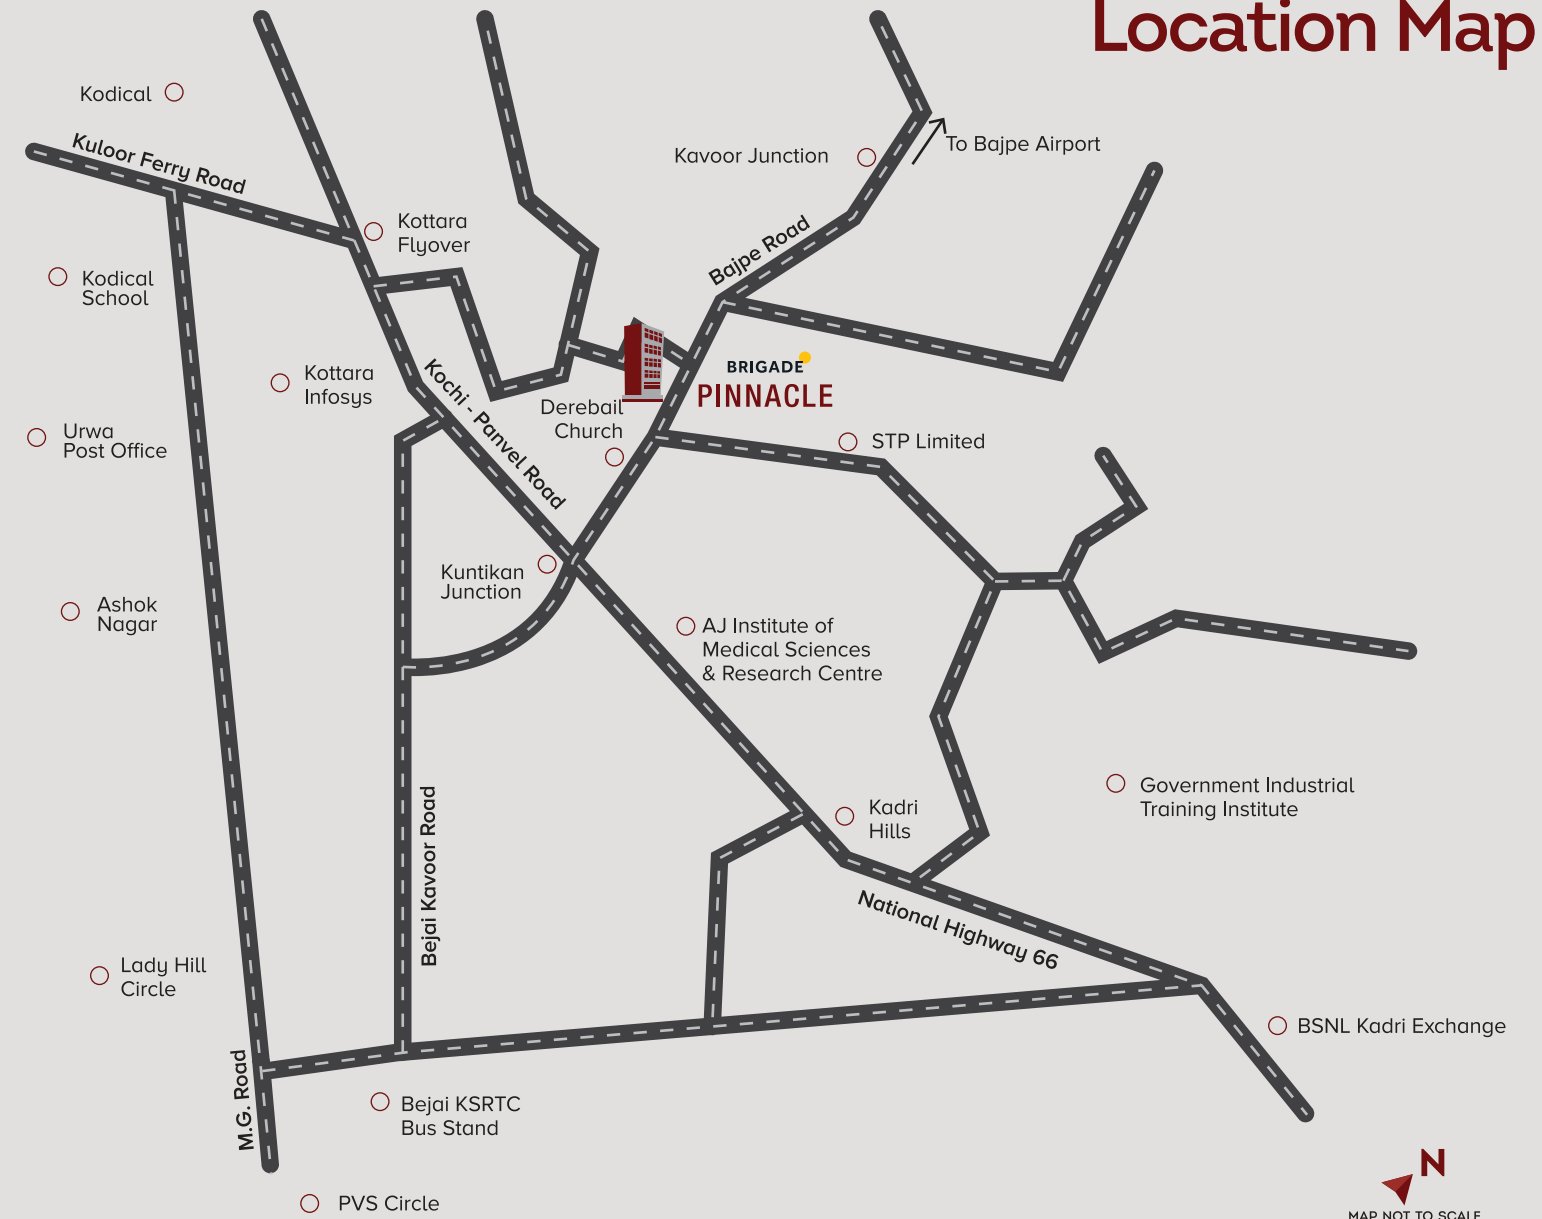 Location Map
Kodical
Kuloor Ferry Road
Kavoor Junction
To Bajpe Airport
Kottara
Flyover
Bajpe Road
Kodical
School
Kottara
Infosys
Kochi - Panvel Road
BRIGADE
PINNACLE
Derebail
Church
Urwa
Post Office
STP Limited
Kuntikan
Junction
Ashok
Nagar
AJ Institute of
Medical Sciences
& Research Centre
Government Industrial
Training Institute
Kadri
Hills
Bejai Kavoor Road
National Highway 66
Lady Hill
Circle
BSNL Kadri Exchange
M.G. Road
Bejai KSRTC
Bus Stand
PVS Circle
N
MAP NOT TO SCALE